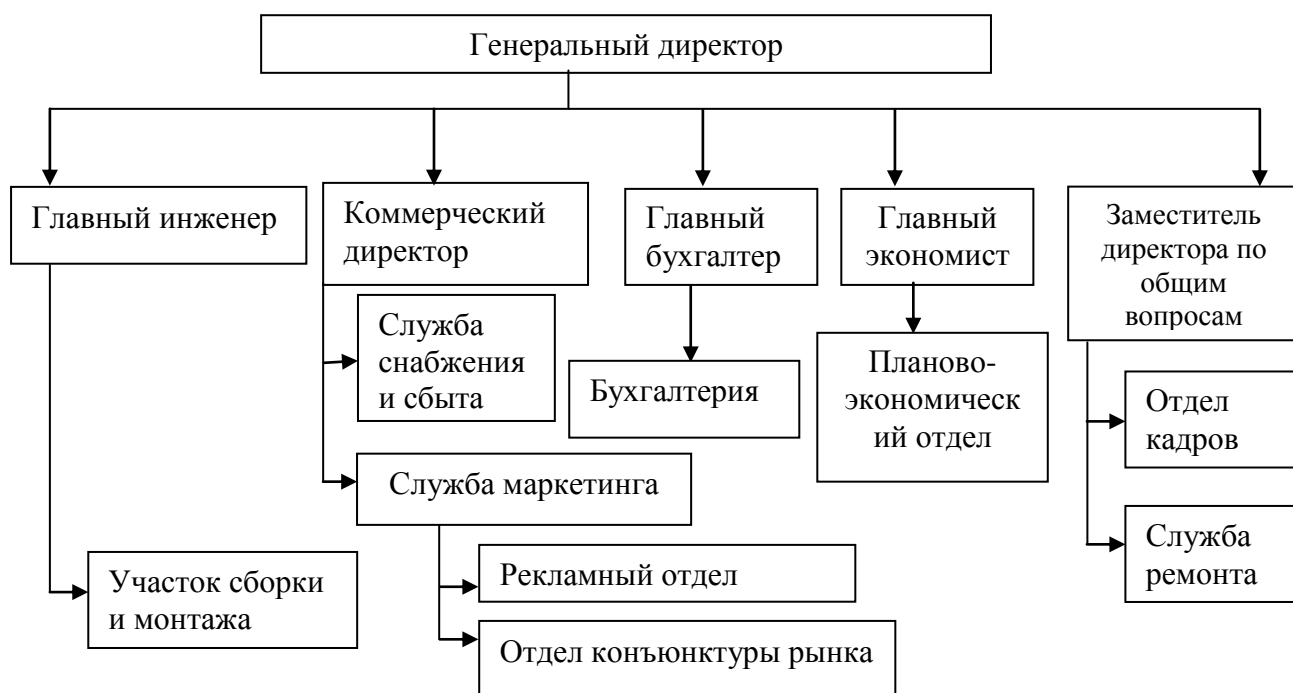 Генеральный директор
Главный инженер
Коммерческий
директор
Главный
бухгалтер
Главный
экономист
Заместитель
директора по
общим
вопросам
Служба
снабжения
и сбыта
Бухгалтерия
Планово-
экономическ
ий отдел
Отдел
кадров
Служба маркетинга
Служба
ремонта
Участок сборки
и монтажа
Рекламный отдел
Отдел конъюнктуры рынка